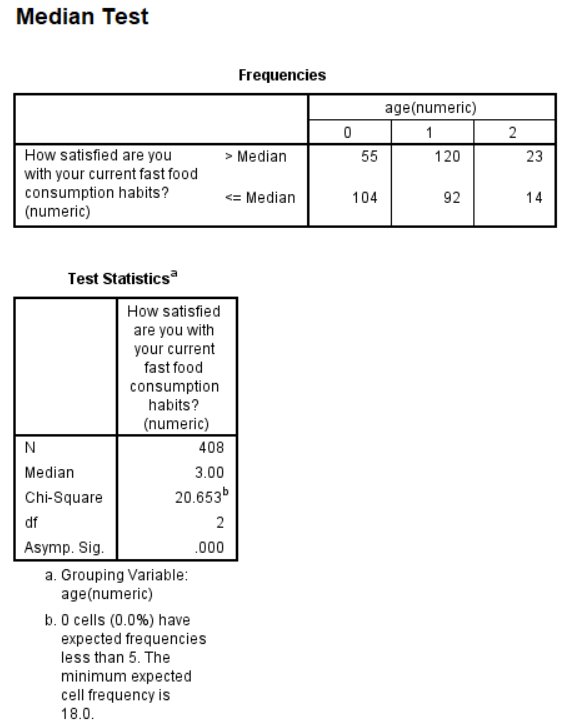 Median Test
Frequencies
age(numeric)
0 1 2
How satisfied are you with your current fast food consumption habits? (numeric)
> Median 55 120 23
<= Median 104 92 14
Test Statisticsa
How satisfied
are you with
your current
fast food
consumption
habits?
(numeric)
N 408
Median 3.00
Chi-Square 20.653b
df 2
Asymp. Sig. .000
a. Grouping Variable:
age(numeric)
b. 0 cells (0.0%) have
expected frequencies
less than 5. The
minimum expected
cell frequency is
18.0.